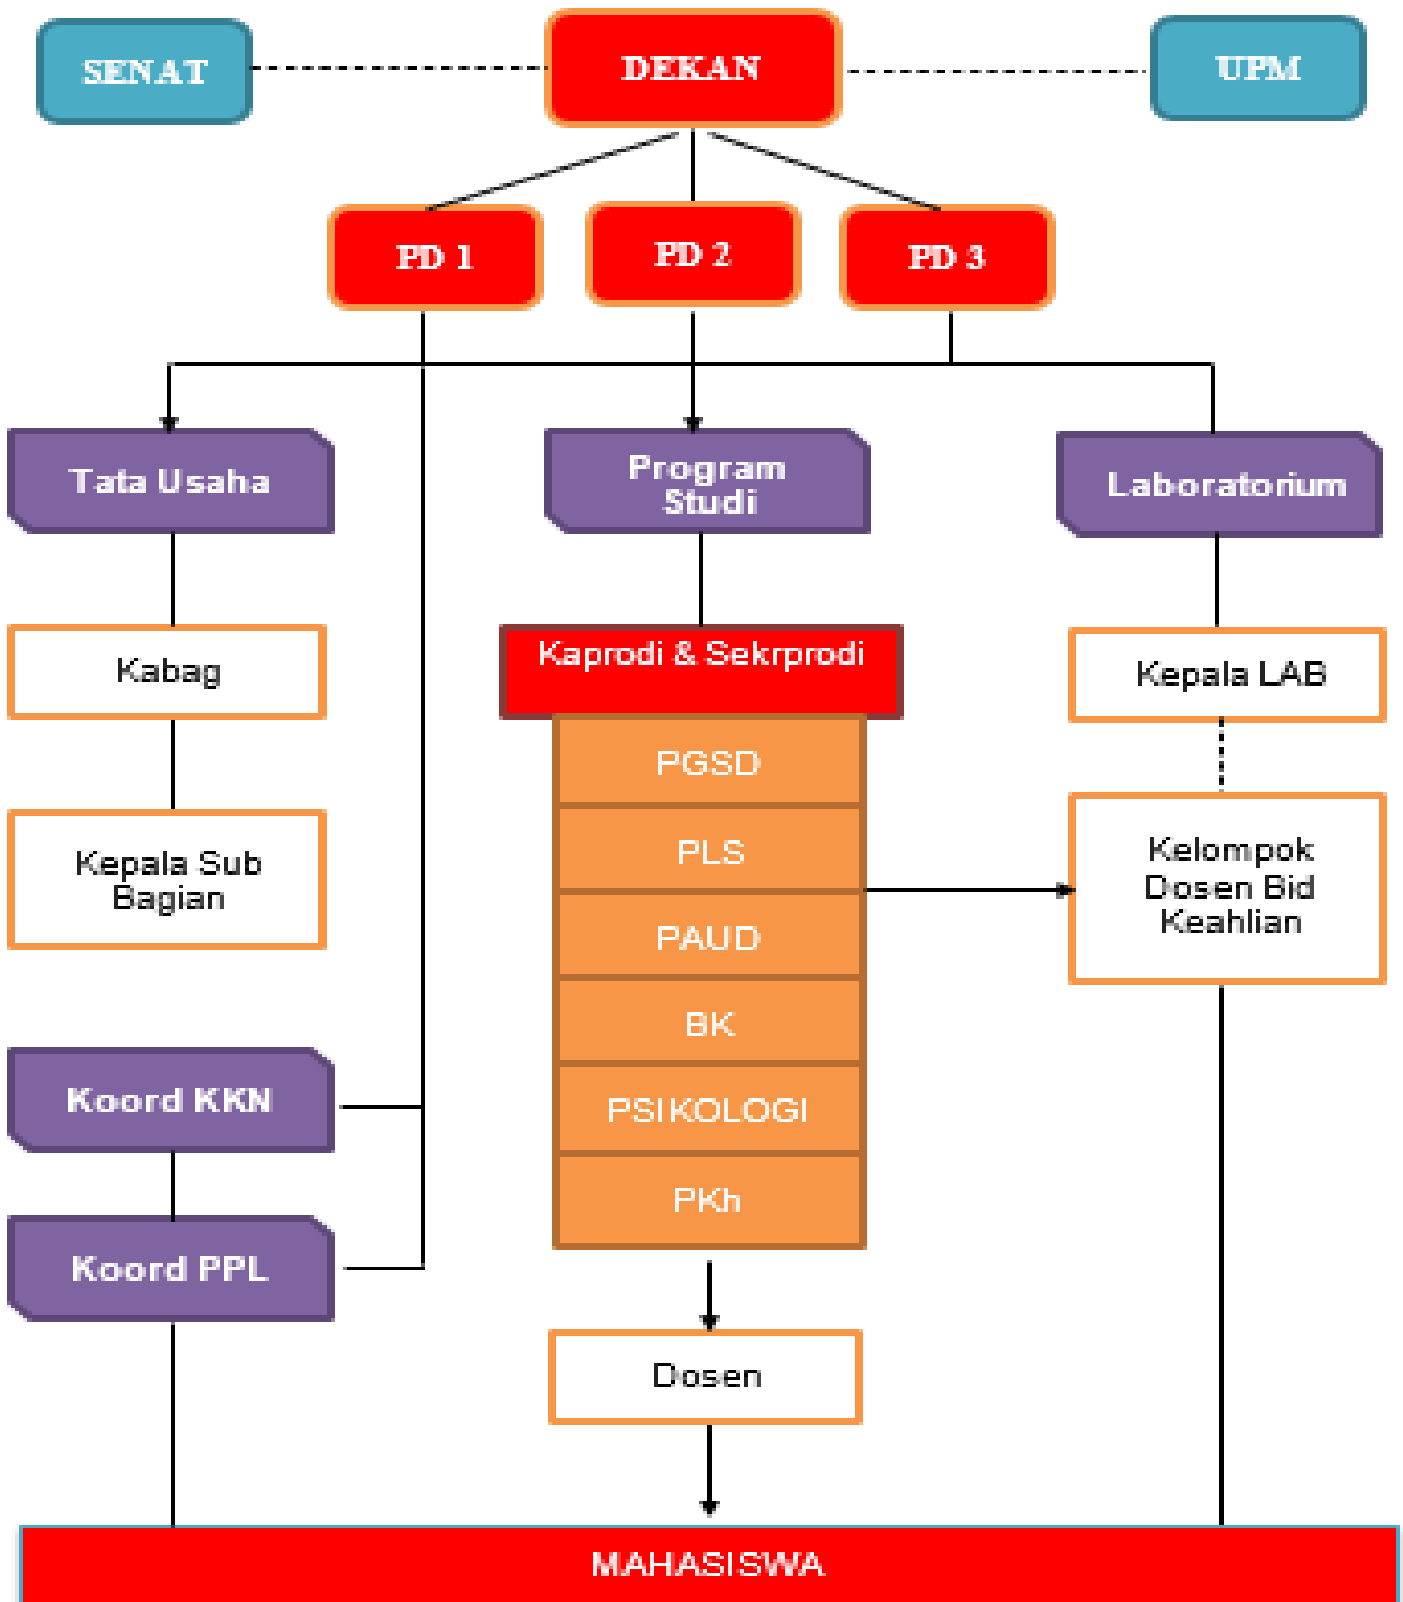 SENAT
DEKAN
UPM
PD 1
PD 2
PD 3
Tata Usaha
Program
Studi
Laboratorium
Kabag
Kaprodi & Sekrprodi
Kepala LAB
PGSD
PLS
PAUD
BK
PSIKOLOGI
PKh
Kepala Sub
Bagian
Kelompok
Dosen Bid
Keahlian
Koord KKN
Koord PPL
Dosen
MAHASISWA